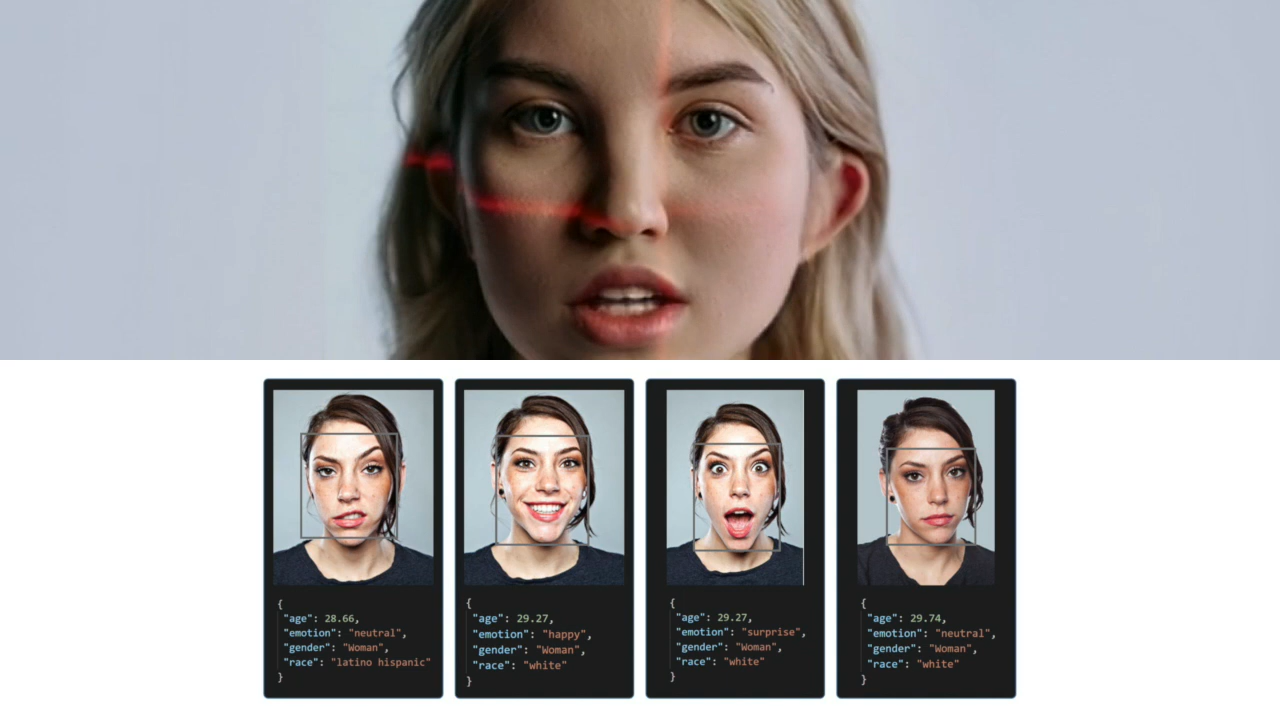 {
"age": 28.66,
"emotion": "neutral",
"gender": "Woman",
"race": "latino hispanic"
}
{
"age": 29.27,
"emotion": "happy",
"gender": "Woman",
"race": "white"
}
{
"age": 29.27,
"emotion": "surprise",
"gender": "Woman",
"race": "white"
}
{
"age": 29.74,
"emotion": "neutral",
"gender": "Woman",
"race": "white"
}